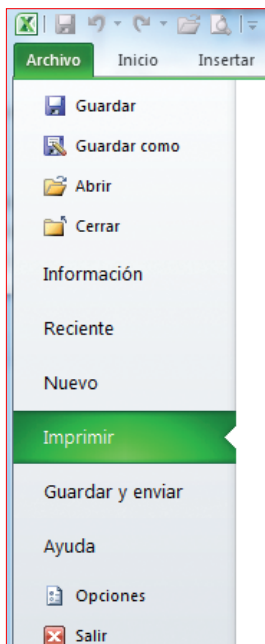 Archivo Inicio Insertar
Guardar
Guardar como
Abrir
Cerrar
Información
Reciente
Nuevo
Imprimir
Guardar y enviar
Ayuda
Opciones
Salir